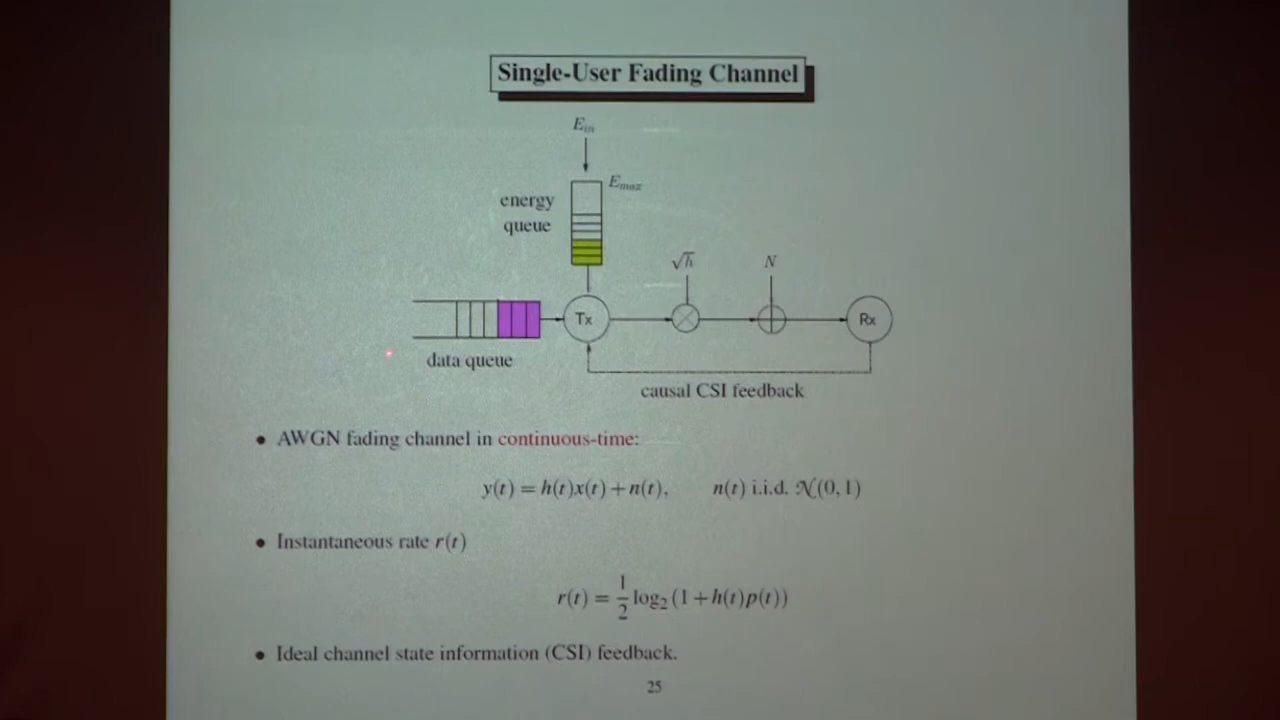 Single-User Fading Channel
E_in
E_max
energy
queue
√h
N
Tx
Rx
data queue
causal CSI feedback
• AWGN fading channel in continuous-time:
y(t) = h(t)x(t) + n(t),    n(t) i.i.d. 𝒩(0, 1)
• Instantaneous rate r(t)
r(t) = 1/2 log₂ (1 + h(t)p(t))
• Ideal channel state information (CSI) feedback.
25